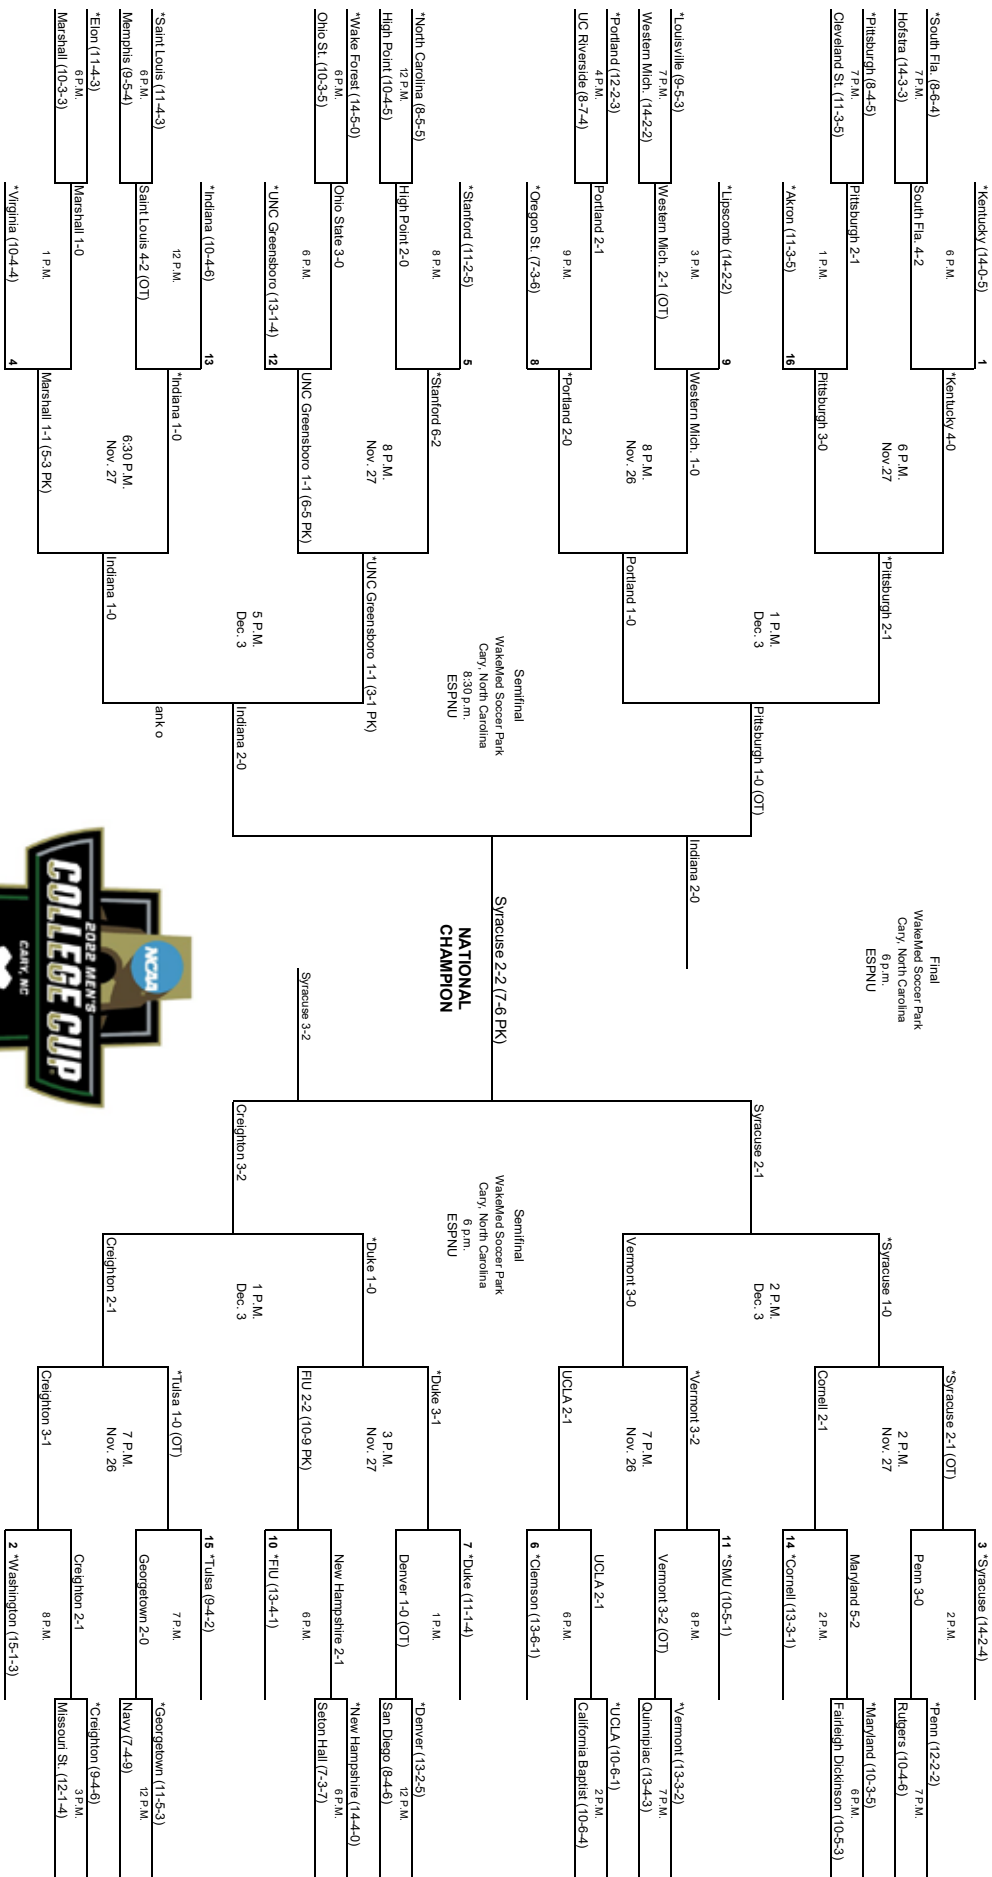 *South Fla. (8-6-4)
7 P.M.
Hofstra (14-3-3)
*Pittsburgh (8-4-5)
7 P.M.
Cleveland St. (11-3-5)
*Louisville (9-5-3)
7 P.M.
Western Mich. (14-2-2)
*Portland (12-2-3)
4 P.M.
UC Riverside (8-7-4)
*North Carolina (8-5-5)
12 P.M.
High Point (10-4-5)
*Wake Forest (14-5-0)
6 P.M.
Ohio St. (10-3-5)
*Saint Louis (11-4-3)
6 P.M.
Memphis (9-5-4)
*Elon (11-4-3)
6 P.M.
Marshall (10-3-3)
*Kentucky (14-0-5)
1
6 P.M.
South Fla. 4-2
Pittsburgh 2-1
1 P.M.
*Akron (11-3-5)
16
*Lipscomb (14-2-2)
9
3 P.M.
Western Mich. 2-1 (OT)
Portland 2-1
9 P.M.
*Oregon St. (7-3-6)
8
*Stanford (11-2-5)
5
8 P.M.
High Point 2-0
Ohio State 3-0
6 P.M.
*UNC Greensboro (13-1-4)
12
*Indiana (10-4-6)
13
12 P.M.
Saint Louis 4-2 (OT)
Marshall 1-0
1 P.M.
*Virginia (10-4-4)
4
*Kentucky 4-0
6 P.M.
Nov.27
Pittsburgh 3-0
Western Mich. 1-0
8 P.M.
Nov. 26
*Portland 2-0
*Stanford 6-2
8 P.M.
Nov. 27
UNC Greensboro 1-1 (6-5 PK)
*Indiana 1-0
6:30 P.M.
Nov. 27
Marshall 1-1 (5-3 PK)
*Pittsburgh 2-1
1 P.M.
Dec. 3
Portland 1-0
*UNC Greensboro 1-1 (3-1 PK)
5 P.M.
Dec. 3
Indiana 1-0
Semifinal
WakeMed Soccer Park
Cary, North Carolina
8:30 p.m.
ESPNU
Pittsburgh 1-0 (OT)
Indiana 2-0
ank o
Indiana 2-0
Final
WakeMed Soccer Park
Cary, North Carolina
6 p.m.
ESPNU
Syracuse 2-2 (7-6 PK)
NATIONAL
CHAMPION
Syracuse 3-2
NCAA
2022 MEN'S
COLLEGE CUP
CARY, NC
Syracuse 2-1
Creighton 3-2
Semifinal
WakeMed Soccer Park
Cary, North Carolina
6 p.m.
ESPNU
*Syracuse 1-0
2 P.M.
Dec. 3
Vermont 3-0
*Duke 1-0
1 P.M.
Dec. 3
Creighton 2-1
*Syracuse 2-1 (OT)
2 P.M.
Nov. 27
Cornell 2-1
*Vermont 3-2
7 P.M.
Nov. 26
UCLA 2-1
*Duke 3-1
3 P.M.
Nov. 27
FIU 2-2 (10-9 PK)
*Tulsa 1-0 (OT)
7 P.M.
Nov. 26
Creighton 3-1
3 *Syracuse (14-2-4)
2 P.M.
Penn 3-0
Maryland 5-2
2 P.M.
14 *Cornell (13-3-1)
11 *SMU (10-5-1)
8 P.M.
Vermont 3-2 (OT)
UCLA 2-1
6 P.M.
6 *Clemson (13-6-1)
7 *Duke (11-1-4)
1 P.M.
Denver 1-0 (OT)
New Hampshire 2-1
6 P.M.
10 *FIU (13-4-1)
15 *Tulsa (9-4-2)
7 P.M.
Georgetown 2-0
Creighton 2-1
8 P.M.
2 *Washington (15-1-3)
*Penn (12-2-2)
7 P.M.
Rutgers (10-4-6)
*Maryland (10-3-5)
6 P.M.
Fairleigh Dickinson (10-5-3)
*Vermont (13-3-2)
7 P.M.
Quinnipiac (13-4-3)
*UCLA (10-6-1)
2 P.M.
California Baptist (10-6-4)
*Denver (13-2-5)
12 P.M.
San Diego (8-4-6)
*New Hampshire (14-4-0)
6 P.M.
Seton Hall (7-3-7)
*Georgetown (11-5-3)
12 P.M.
Navy (7-4-9)
*Creighton (9-4-6)
3 P.M.
Missouri St. (12-1-4)